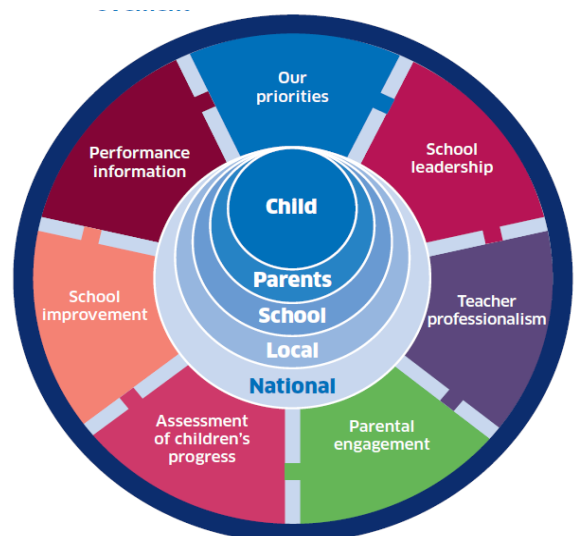 Our
priorities
School
leadership
Teacher
professionalism
Parental
engagement
Assessment
of children's
progress
School
improvement
Performance
information
Child
Parents
School
Local
National